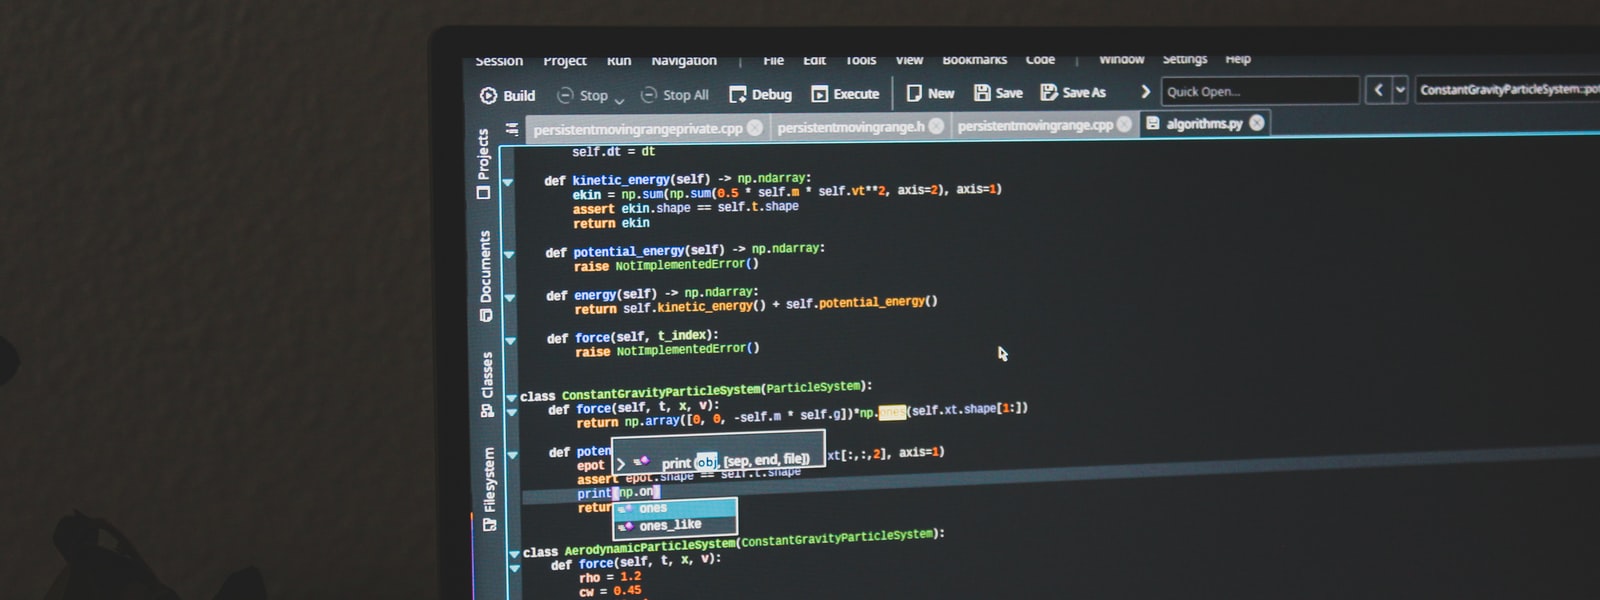 Session Project Run Navigation File Edit Tools View Bookmarks Code Window Settings Help
Build Stop Stop All Debug Execute New Save Save As Quick Open... ConstantGravityParticleSystem::po
persistentmovingrangeprivate.cpp persistentmovingrange.h persistentmovingrange.cpp algorithms.py
Projects
Documents
Classes
Filesystem
self.dt = dt
def kinetic_energy(self) -> np.ndarray:
ekin = np.sum(np.sum(0.5 * self.m * self.vt**2, axis=2), axis=1)
assert ekin.shape == self.t.shape
return ekin
def potential_energy(self) -> np.ndarray:
raise NotImplementedError()
def energy(self) -> np.ndarray:
return self.kinetic_energy() + self.potential_energy()
def force(self, t_index):
raise NotImplementedError()
class ConstantGravityParticleSystem(ParticleSystem):
def force(self, t, x, v):
return np.array([0, 0, -self.m * self.g])*np.ones(self.xt.shape[1:])
def poten
print (obj, [sep, end, file])
epot xt[:,:,2], axis=1)
assert epot.shape == self.t.shape
print(np.on)
retur
ones
ones_like
class AerodynamicParticleSystem(ConstantGravityParticleSystem):
def force(self, t, x, v):
rho = 1.2
cw = 0.45